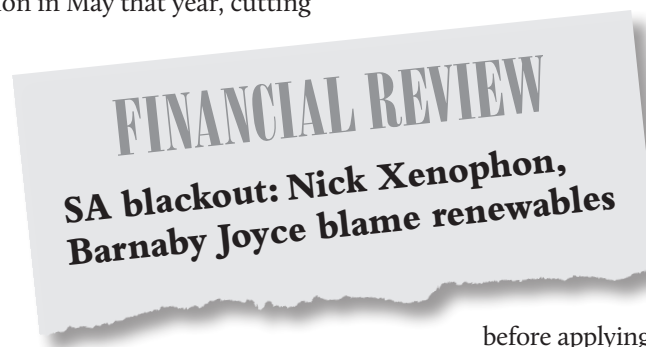 on in May that year, cutting
FINANCIAL REVIEW
SA blackout: Nick Xenophon,
Barnaby Joyce blame renewables
before applying